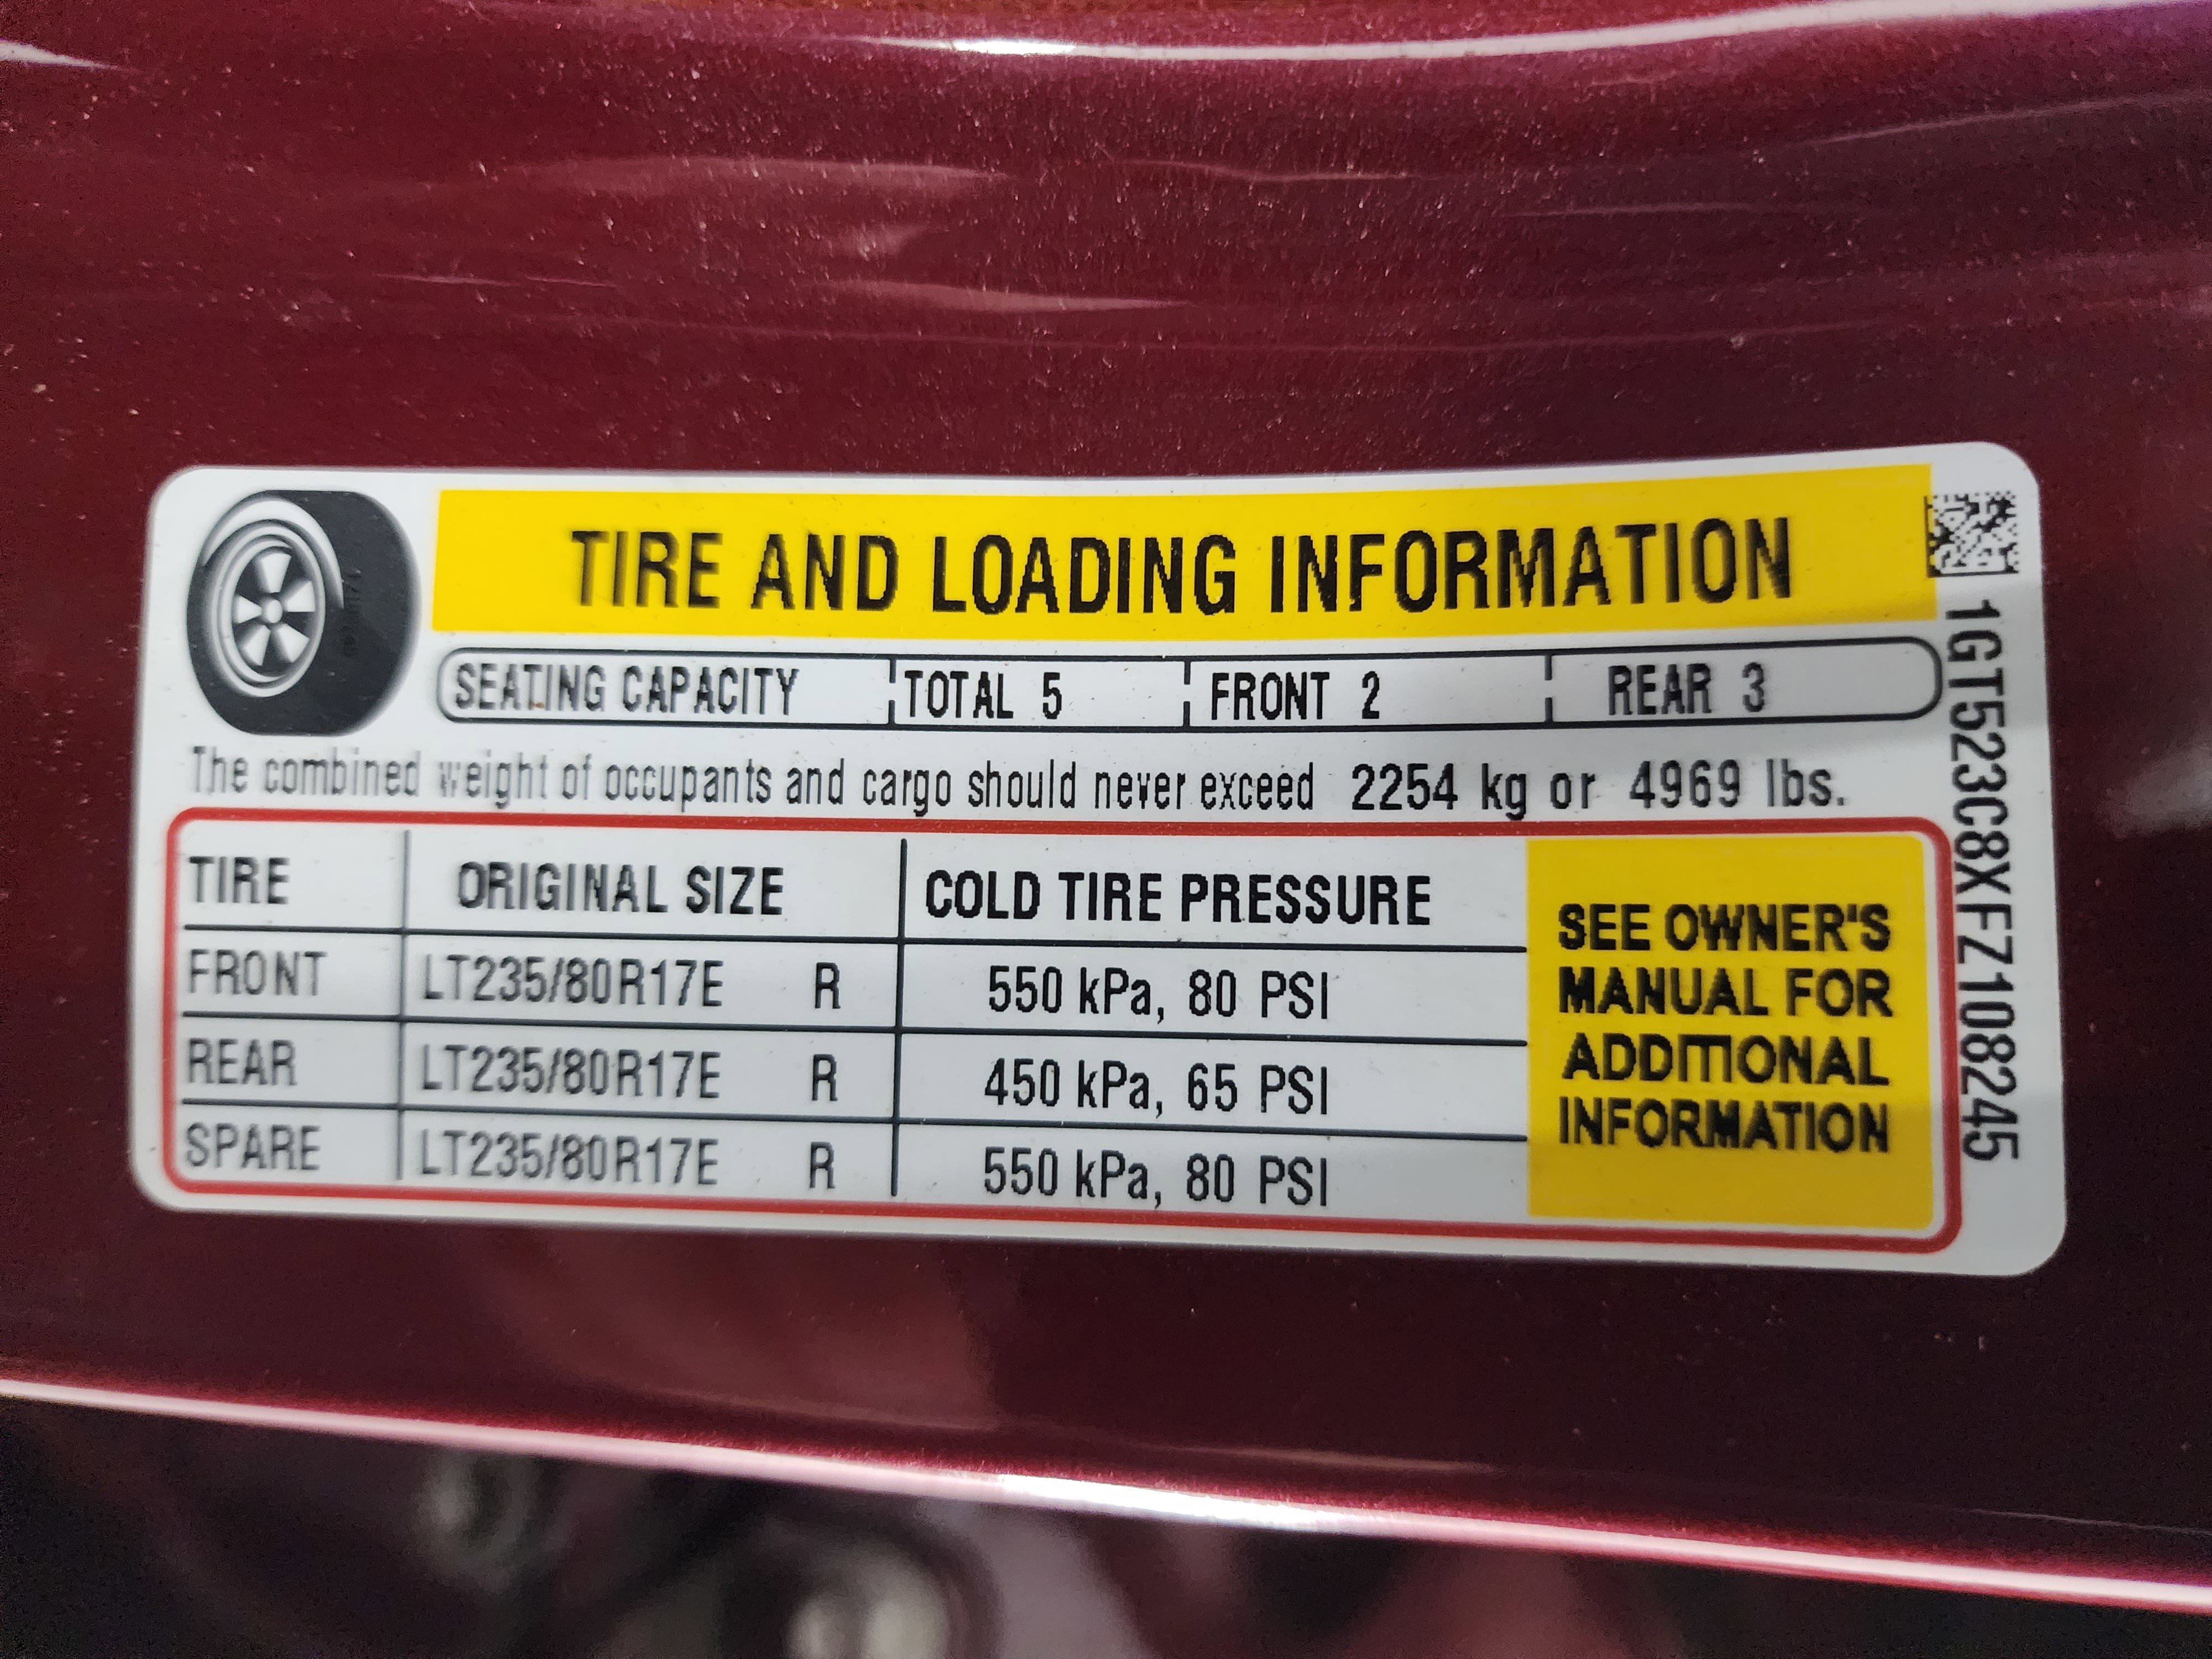 TIRE AND LOADING INFORMATION
SEATING CAPACITY TOTAL 5 FRONT 2 REAR 3
The combined weight of occupants and cargo should never exceed 2254 kg or 4969 lbs.
TIRE ORIGINAL SIZE COLD TIRE PRESSURE
FRONT LT235/80R17E R 550 kPa, 80 PSI
REAR LT235/80R17E R 450 kPa, 65 PSI
SPARE LT235/80R17E R 550 kPa, 80 PSI
SEE OWNER'S
MANUAL FOR
ADDITIONAL
INFORMATION
1GT523C8XFZ108245